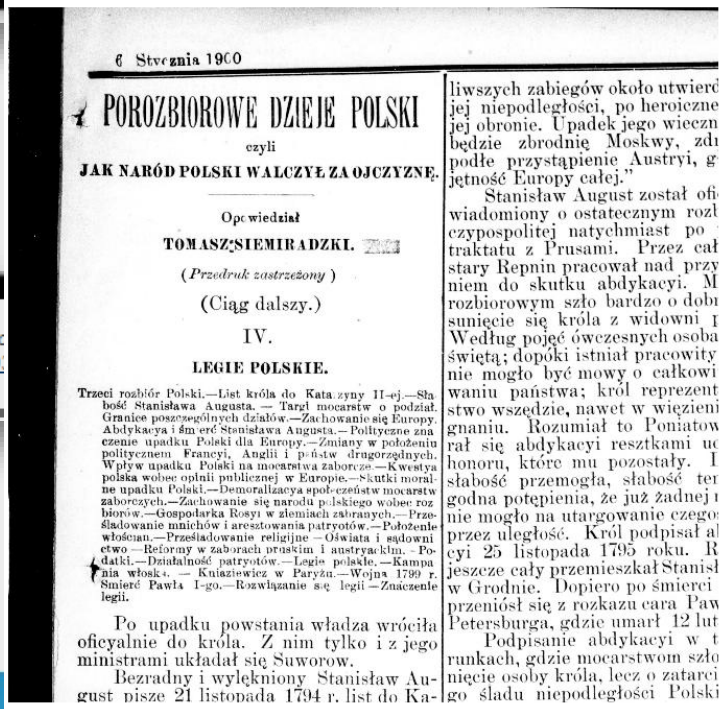 6 Stycznia 1900
POROZBIOROWE DZIEJE POLSKI
czyli
JAK NARÓD POLSKI WALCZYŁ ZA OJCZYZNĘ.
Opowiedział
TOMASZ SIEMIRADZKI.
(Przedruk zastrzeżony)
(Ciąg dalszy.)
IV.
LEGIE POLSKIE.
Trzeci rozbiór Polski.—List króla do Katarzyny II-ej.—Sła-
bość Stanisława Augusta. — Targi mocarstw o podział.
Granice poszczególnych działów.—Zachowanie się Europy.
Abdykacya i śmierć Stanisława Augusta.—Polityczne zna
czenie upadku Polski dla Europy.—Zmiany w położeniu
politycznem Francyi, Anglii i państw drugorzędnych.
Wpływ upadku Polski na mocarstwa zaborcze.—Kwestya
polska wobec opinii publicznej w Europie.—Skutki moral-
ne upadku Polski.—Demoralizacya społeczeństw mocarstw
zaborczych.—Zachowanie się narodu polskiego wobec roz
biorów.—Gospodarka Rosyi w ziemiach zabranych.—Prze-
śladowanie mnichów i aresztowania patryotów.—Położenie
włościan.—Prześladowanie religijne—Oświata i sądowni
ctwo—Reformy w zaborach pruskim i austryackim.—Po-
datki.—Działalność patryotów.—Legie polskie.—Kampa
nia włoska. — Kniaziewicz w Paryżu.—Wojna 1799 r.
Śmierć Pawła I-go.—Rozwiązanie się legii—Znaczenie
legii.
Po upadku powstania władza wróciła
oficyalnie do króla. Z nim tylko i z jego
ministrami układał się Suworow.
Bezradny i wylękniony Stanisław Au-
gust pisze 21 listopada 1794 r. list do Ka-
liwszych zabiegów około utwierd
jej niepodległości, po heroiczne
jej obronie. Upadek jego wieczn
będzie zbrodnię Moskwy, zdr
podłe przystąpienie Austryi, g
jętność Europy całej."
Stanisław August został ofi
wiadomiony o ostatecznym rozb
czypospolitej natychmiast po
traktatu z Prusami. Przez cał
stary Repnin pracował nad przy
niem do skutku abdykacyi. M
rozbiorowym szło bardzo o dobr
sunięcie się króla z widowni p
Według pojęć ówczesnych osoba
świętą; dopóki istniał pracowity
nie mogło być mowy o całkowi
waniu państwa; król reprezent
stwo wszędzie, nawet w więzieni
gnaniu. Rozumiał to Poniatow
rał się abdykacyi resztkami uc
honoru, które mu pozostały. I
słabość przemogła, słabość ter
godna potępienia, że już żadnej
nie mogło na utargowanie czego
przez uległość. Król podpisał al
cyi 25 listopada 1795 roku. R
jeszcze cały przemieszkał Stanisł
w Grodnie. Dopiero po śmierci
przeniósł się z rozkazu cara Paw
Petersburga, gdzie umarł 12 lut
Podpisanie abdykacyi w t
runkach, gdzie mocarstwom szło
nięcie osoby króla, lecz o zatarci
go śladu niepodległości Polski